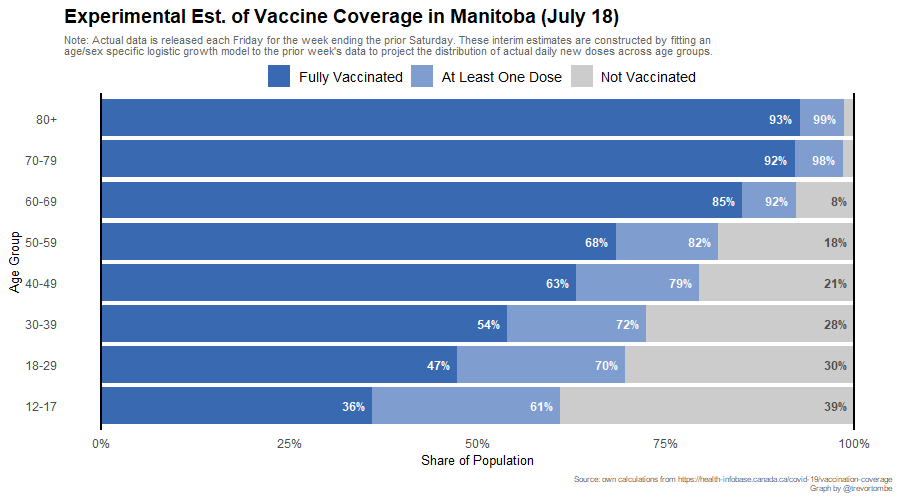 Experimental Est. of Vaccine Coverage in Manitoba (July 18)
Note: Actual data is released each Friday for the week ending the prior Saturday. These interim estimates are constructed by fitting an
age/sex specific logistic growth model to the prior week's data to project the distribution of actual daily new doses across age groups.
Fully Vaccinated At Least One Dose Not Vaccinated
80+ 93% 99%
70-79 92% 98%
60-69 85% 92% 8%
50-59 68% 82% 18%
Age Group
40-49 63% 79% 21%
30-39 54% 72% 28%
18-29 47% 70% 30%
12-17 36% 61% 39%
0% 25% 50% 75% 100%
Share of Population
Source: own calculations from https://health-infobase.canada.ca/covid-19/vaccination-coverage
Graph by @trevortombe